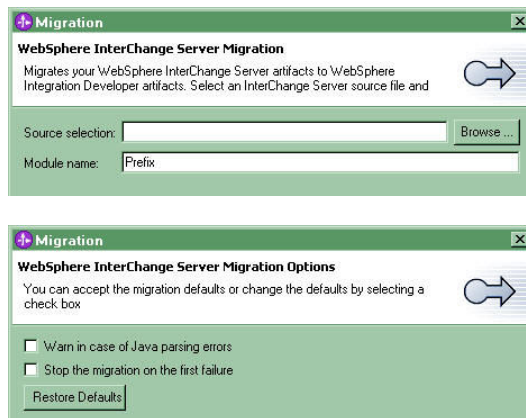 Migration
WebSphere InterChange Server Migration
Migrates your WebSphere InterChange Server artifacts to WebSphere
Integration Developer artifacts. Select an InterChange Server source file and
Source selection:
Browse ...
Module name:
Prefix
Migration
WebSphere InterChange Server Migration Options
You can accept the migration defaults or change the defaults by selecting a
check box
Warn in case of Java parsing errors
Stop the migration on the first failure
Restore Defaults